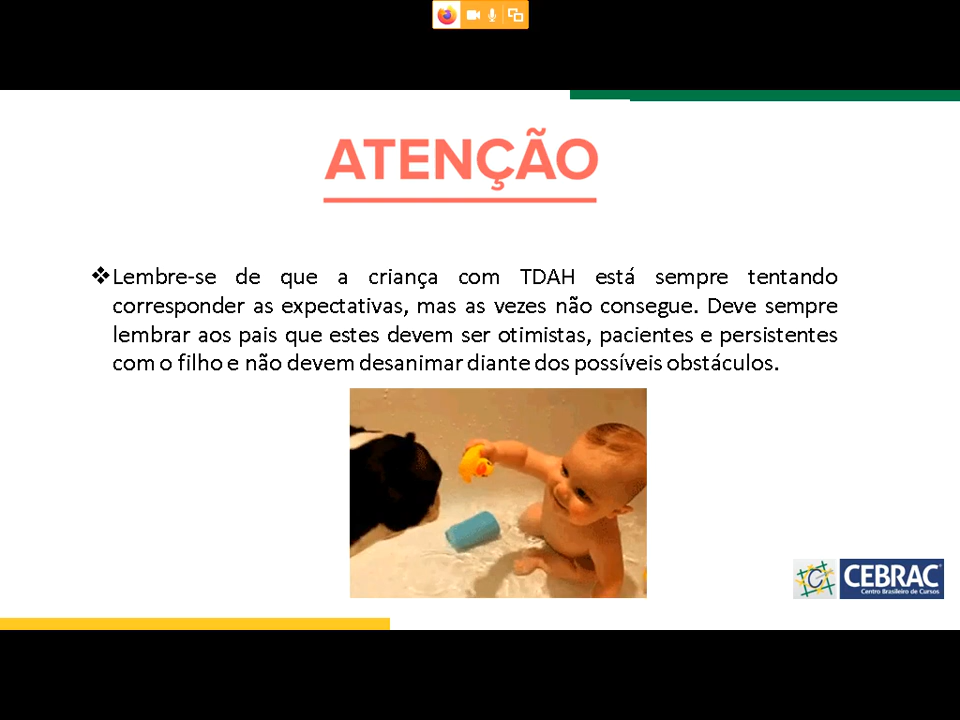 ATENÇÃO
❖Lembre-se de que a criança com TDAH está sempre tentando
corresponder as expectativas, mas as vezes não consegue. Deve sempre
lembrar aos pais que estes devem ser otimistas, pacientes e persistentes
com o filho e não devem desanimar diante dos possíveis obstáculos.
C CEBRAC®
Centro Brasileiro de Cursos